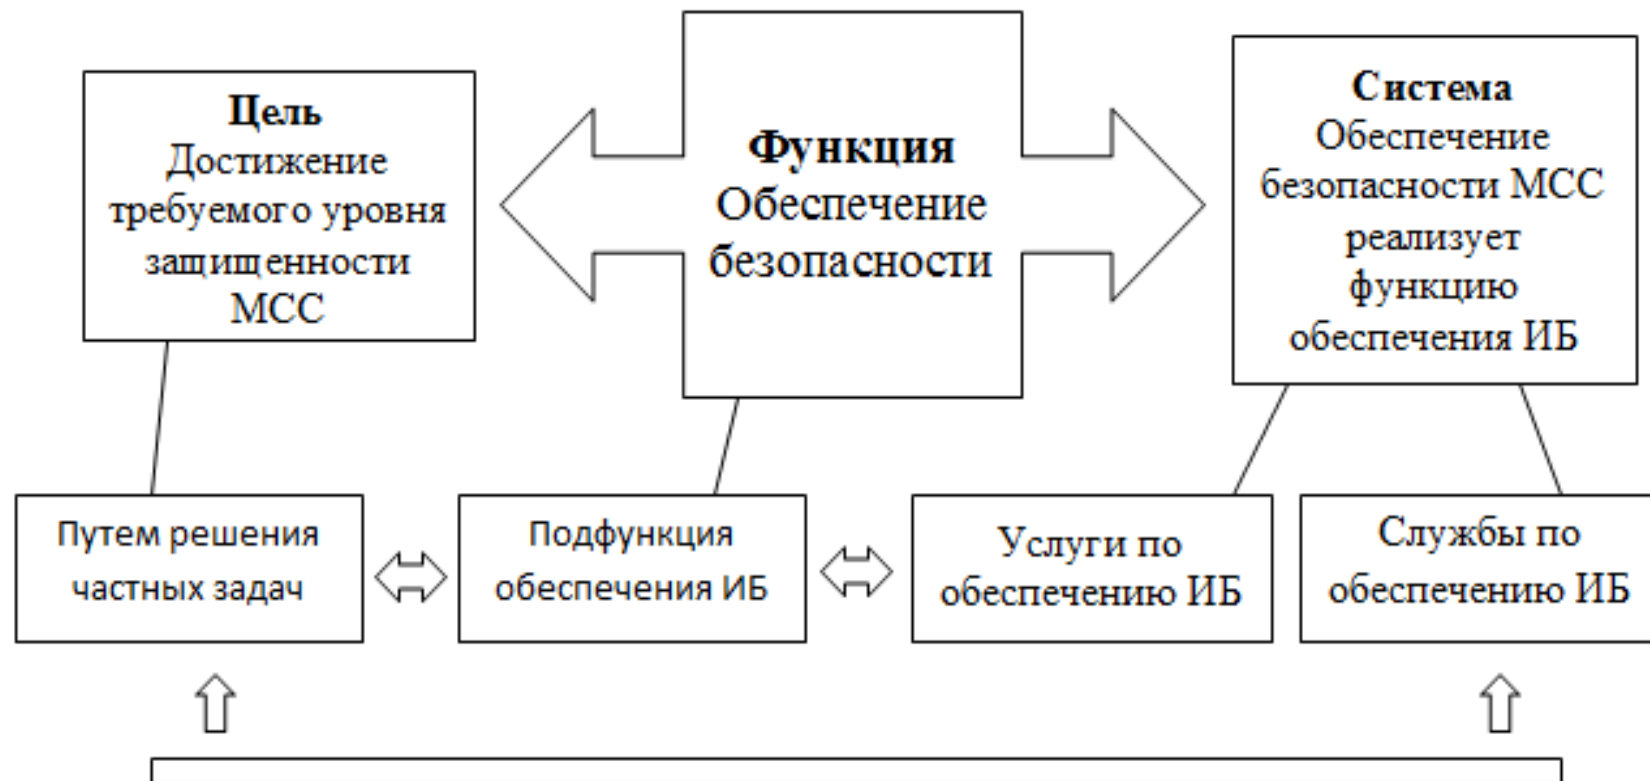 Цель
Достижение
требуемого уровня
защищенности
МСС
Функция
Обеспечение
безопасности
Система
Обеспечение
безопасности МСС
реализует
функцию
обеспечения ИБ
Путем решения
частных задач
Подфункция
обеспечения ИБ
Услуги по
обеспечению ИБ
Службы по
обеспечению ИБ